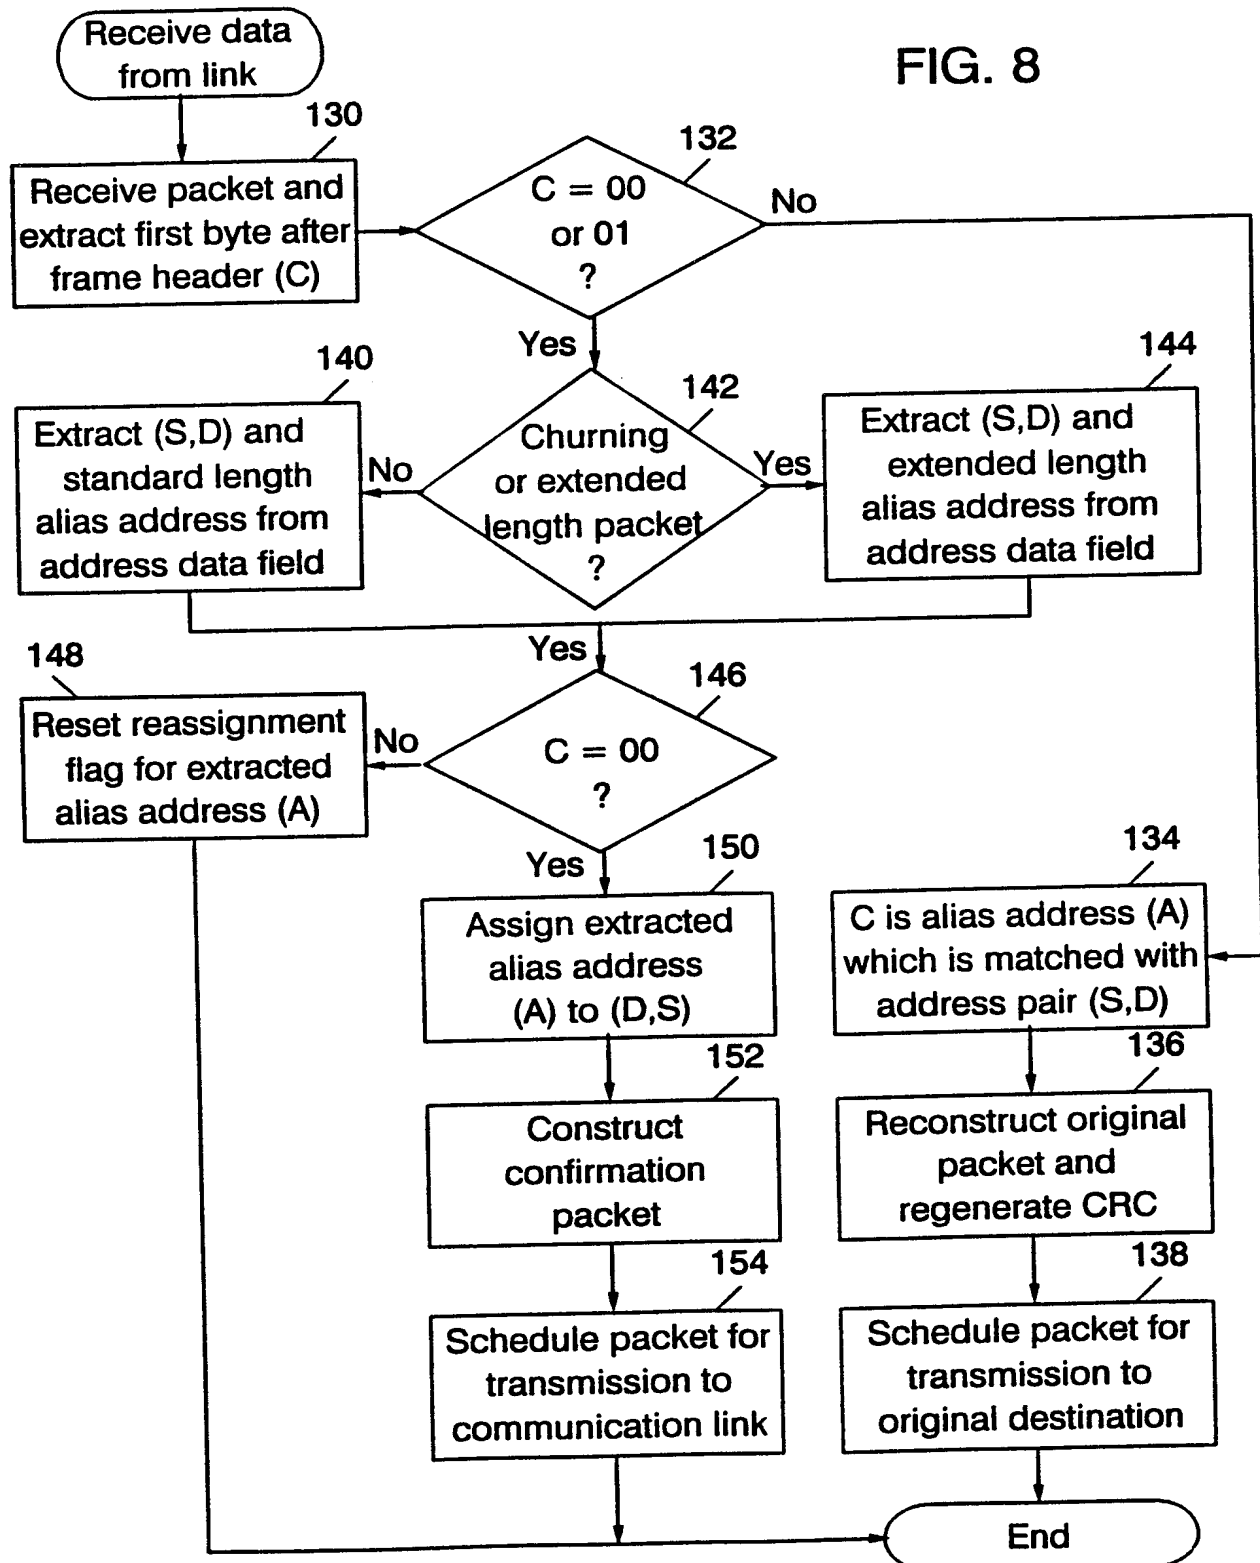 Receive data
from link
FIG. 8
130
Receive packet and
extract first byte after
frame header (C)
132
C = 00
or 01
?
No
Yes
140
Extract (S,D) and
standard length
alias address from
address data field
No
142
Churning
or extended
length packet
?
Yes
144
Extract (S,D) and
extended length
alias address from
address data field
Yes
148
Reset reassignment
flag for extracted
alias address (A)
No
146
C = 00
?
Yes
150
Assign extracted
alias address
(A) to (D,S)
134
C is alias address (A)
which is matched with
address pair (S,D)
152
Construct
confirmation
packet
136
Reconstruct original
packet and
regenerate CRC
154
Schedule packet for
transmission to
communication link
138
Schedule packet for
transmission to
original destination
End